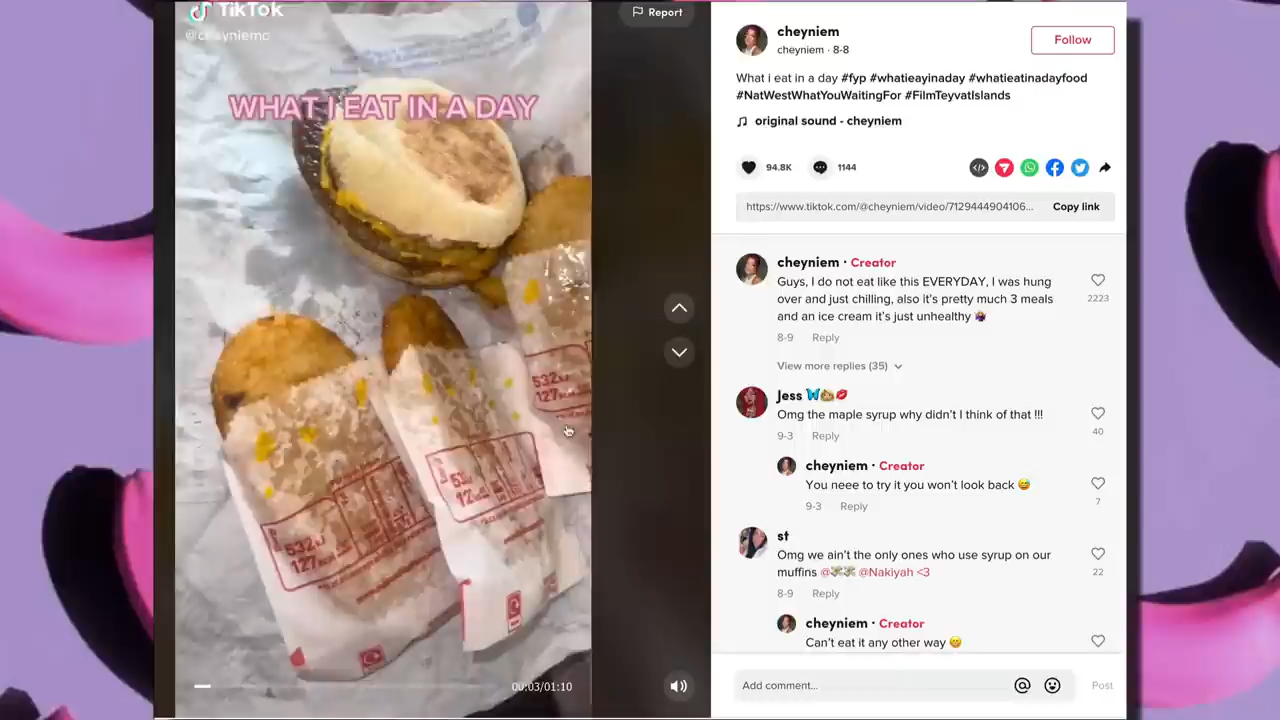 TikTok
@cheyniemc
WHAT I EAT IN A DAY
532
127
532
127
00:03/01:10
Report
cheyniem
cheyniem · 8-8
Follow
What i eat in a day #fyp #whatieayinaday #whatieatinadayfood
#NatWestWhatYouWaitingFor #FilmTeyvatIslands
original sound - cheyniem
94.8K
1144
https://www.tiktok.com/@cheyniem/video/7129444904106...
Copy link
cheyniem · Creator
Guys, I do not eat like this EVERYDAY, I was hung
over and just chilling, also it's pretty much 3 meals
and an ice cream it's just unhealthy 🤷🏽‍♀️
2223
8-9 Reply
View more replies (35)
Jess 🦋🙈💋
Omg the maple syrup why didn't I think of that !!!
40
9-3 Reply
cheyniem · Creator
You neee to try it you won't look back 😅
7
9-3 Reply
st
Omg we ain't the only ones who use syrup on our
muffins @💸💸 @Nakiyah <3
22
8-9 Reply
cheyniem · Creator
Can't eat it any other way 😋
Add comment...
Post